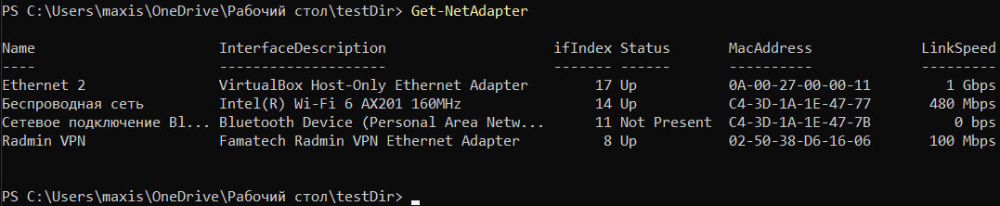 PS C:\Users\maxis\OneDrive\Рабочий стол\testDir> Get-NetAdapter
Name InterfaceDescription ifIndex Status MacAddress LinkSpeed
---- -------------------- ------- ------ ---------- ---------
Ethernet 2 VirtualBox Host-Only Ethernet Adapter 17 Up 0A-00-27-00-00-11 1 Gbps
Беспроводная сеть Intel(R) Wi-Fi 6 AX201 160MHz 14 Up C4-3D-1A-1E-47-77 480 Mbps
Сетевое подключение Bl... Bluetooth Device (Personal Area Netw... 11 Not Present C4-3D-1A-1E-47-7B 0 bps
Radmin VPN Famatech Radmin VPN Ethernet Adapter 8 Up 02-50-38-D6-16-06 100 Mbps
PS C:\Users\maxis\OneDrive\Рабочий стол\testDir>